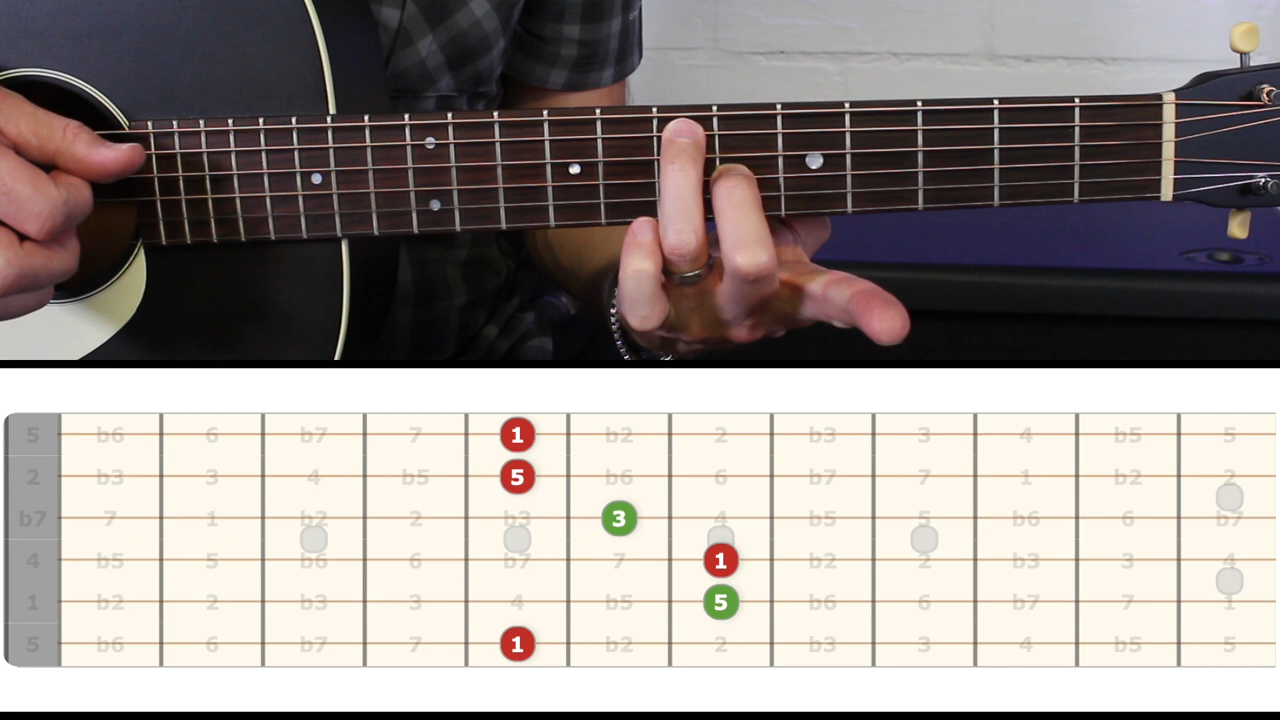 5 b6 6 b7 7 1 b2 2 b3 3 4 b5 5
2 b3 3 4 b5 5 b6 6 b7 7 1 b2 2
b7 7 1 b2 2 b3 3 4 b5 5 b6 6 b7
4 b5 5 b6 6 b7 7 1 b2 2 b3 3 4
1 b2 2 b3 3 4 b5 5 b6 6 b7 7 1
5 b6 6 b7 7 1 b2 2 b3 3 4 b5 5